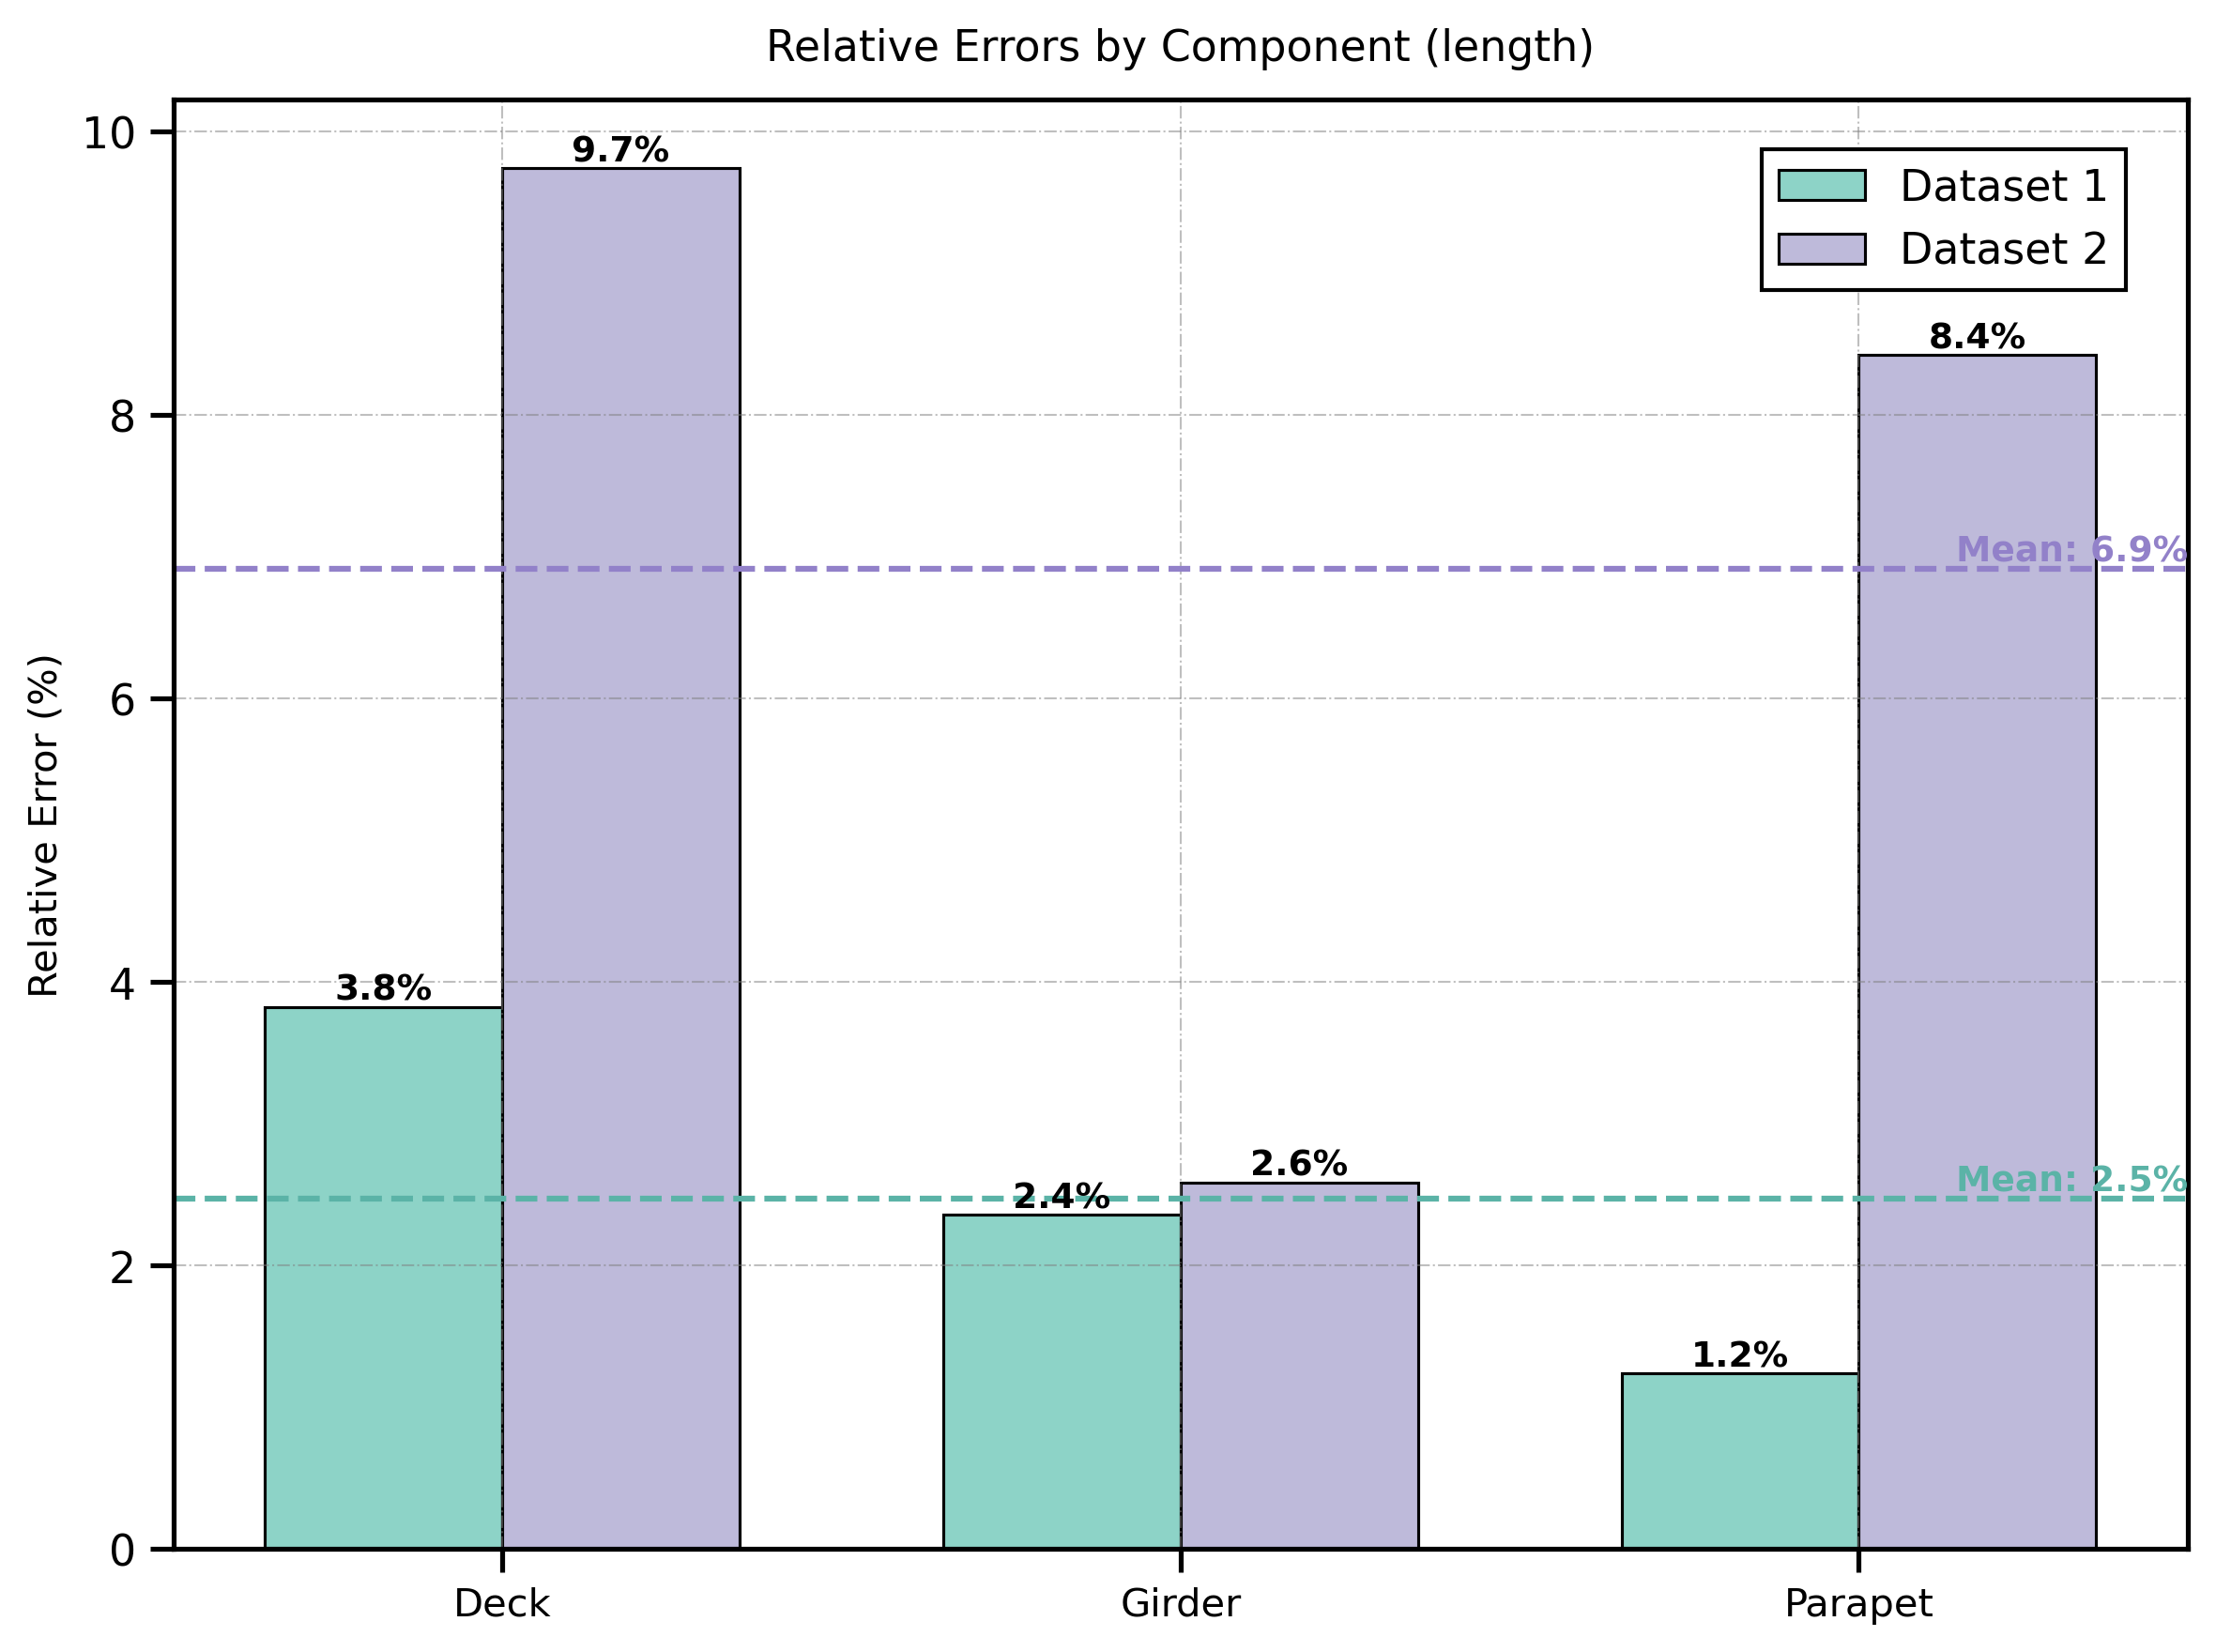 Relative Errors by Component (length)
Relative Error (%)
10
8
6
4
2
0
9.7%
3.8%
2.4%
2.6%
1.2%
8.4%
Dataset 1
Dataset 2
Mean: 6.9%
Mean: 2.5%
Deck
Girder
Parapet